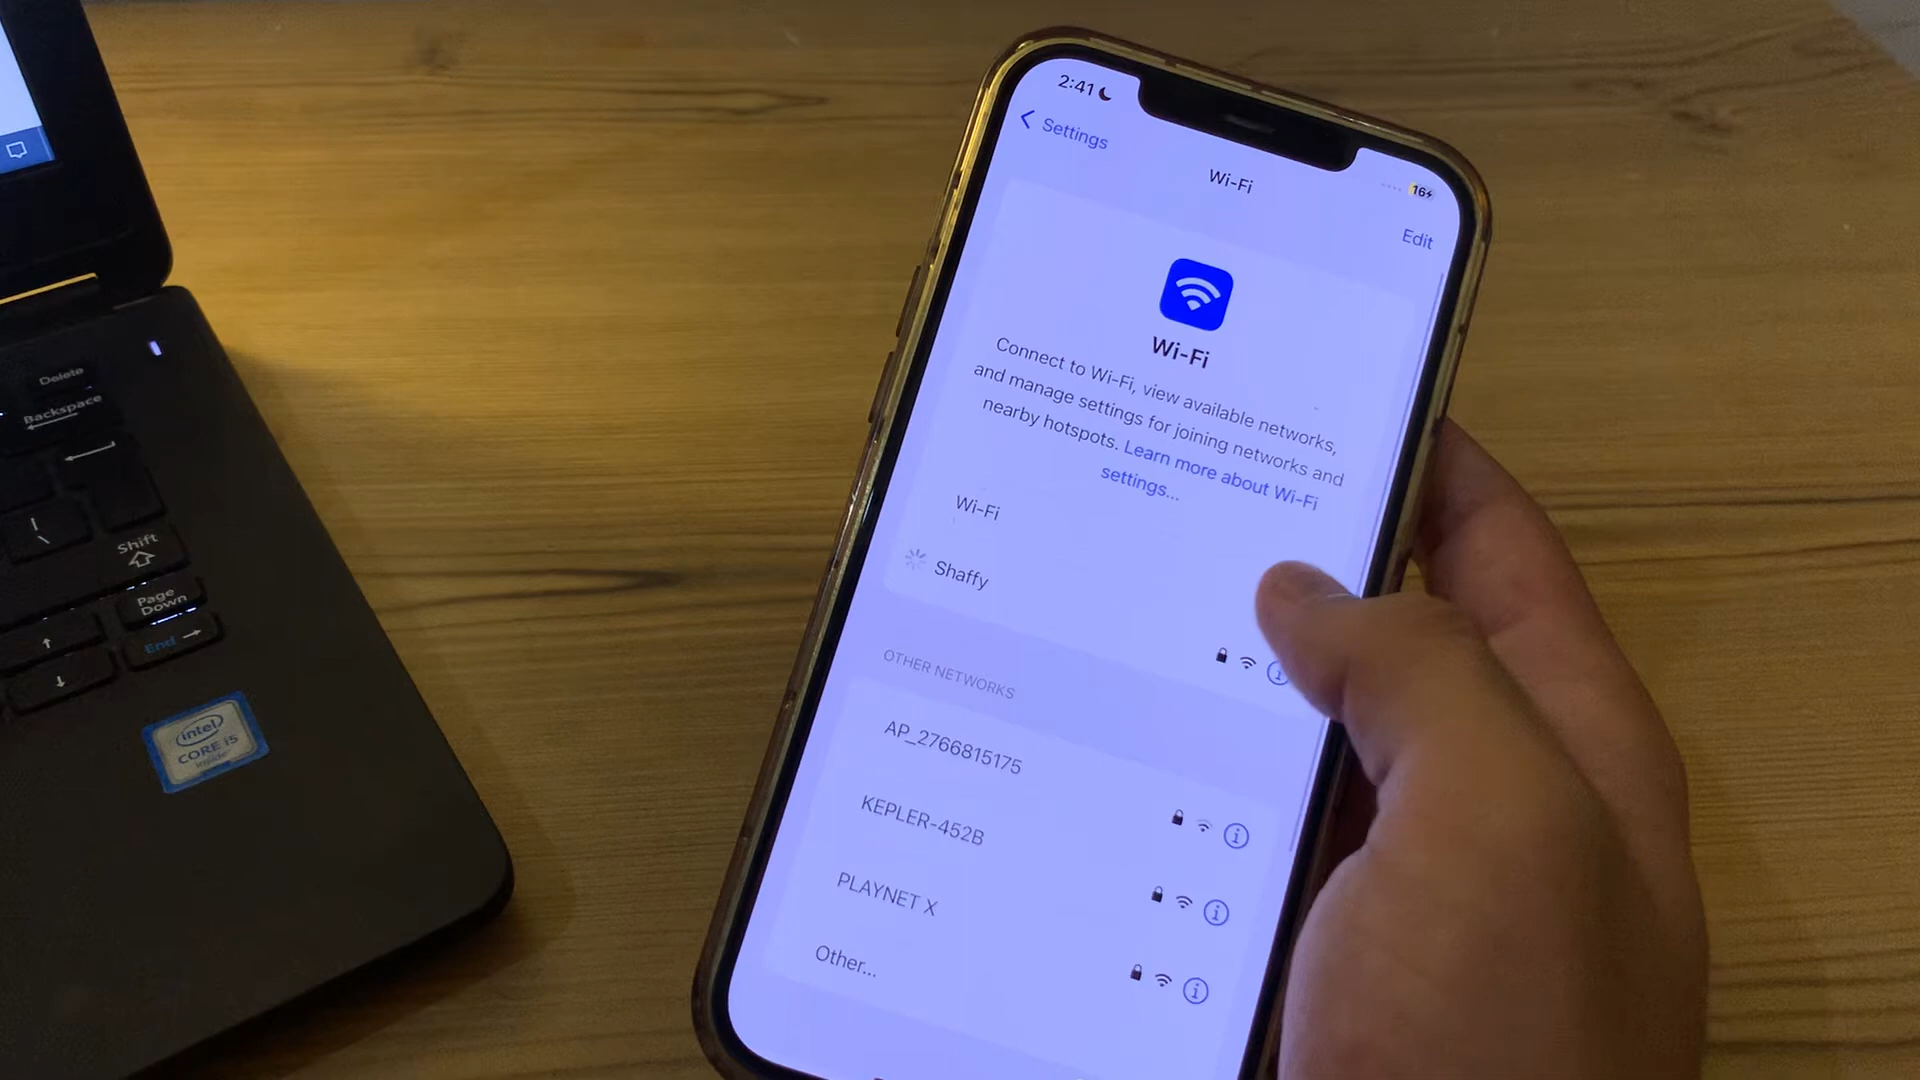 2:41
Settings
Wi-Fi
16
Edit
Wi-Fi
Connect to Wi-Fi, view available networks,
and manage settings for joining networks and
nearby hotspots. Learn more about Wi-Fi
settings...
Wi-Fi
Shaffy
OTHER NETWORKS
AP_2766815175
KEPLER-452B
PLAYNET X
Other...
Delete
Backspace
Shift
Page
Down
End
intel
CORE i5
inside